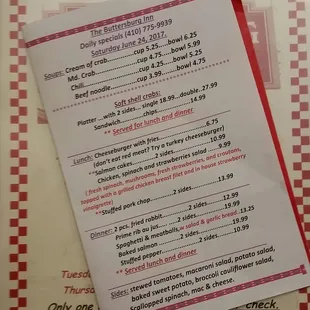 The Buttersburg Inn
Daily specials (410) 775-9939
Saturday June 24, 2017.
Soups: Cream of crab..............cup 5.25.....bowl 6.25
Md. Crab..............cup 4.75.....bowl 5.99
Chili..............cup 4.25.....bowl 5.25
Beef noodle..............cup 3.99.....bowl 4.75
Soft shell crabs:
Platter ...with 2 sides... single 18.99...double. 27.99
Sandwich..............chips..............14.99
** Served for lunch and dinner
Lunch: Cheeseburger with fries..............6.75
(don't eat red meat? Try a turkey cheeseburger)
**Salmon cakes..............2 sides..............10.99
Chicken, spinach and strawberries salad ....9.99
( fresh spinach, mushrooms, fresh strawberries, and croutons,
topped with a grilled chicken breast filet and in house strawberry
vinaigrette)
**Stuffed pork chop..............2 sides..............13.99
Dinner: 2 pcs. fried rabbit..............2 sides..............12.99
Prime rib au jus..............2 sides..............19.99
Spaghetti & meatballs,w salad & garlic bread.13.25
Baked salmon..............2 sides..............19.99
Stuffed pepper..............2 sides..............10.99
** Served lunch and dinner
Sides: stewed tomatoes, macaroni salad, potato salad,
baked sweet potato, broccoli cauliflower salad,
Scalloped spinach, mac & cheese.
Tuesd
Thursd
Only one
check.